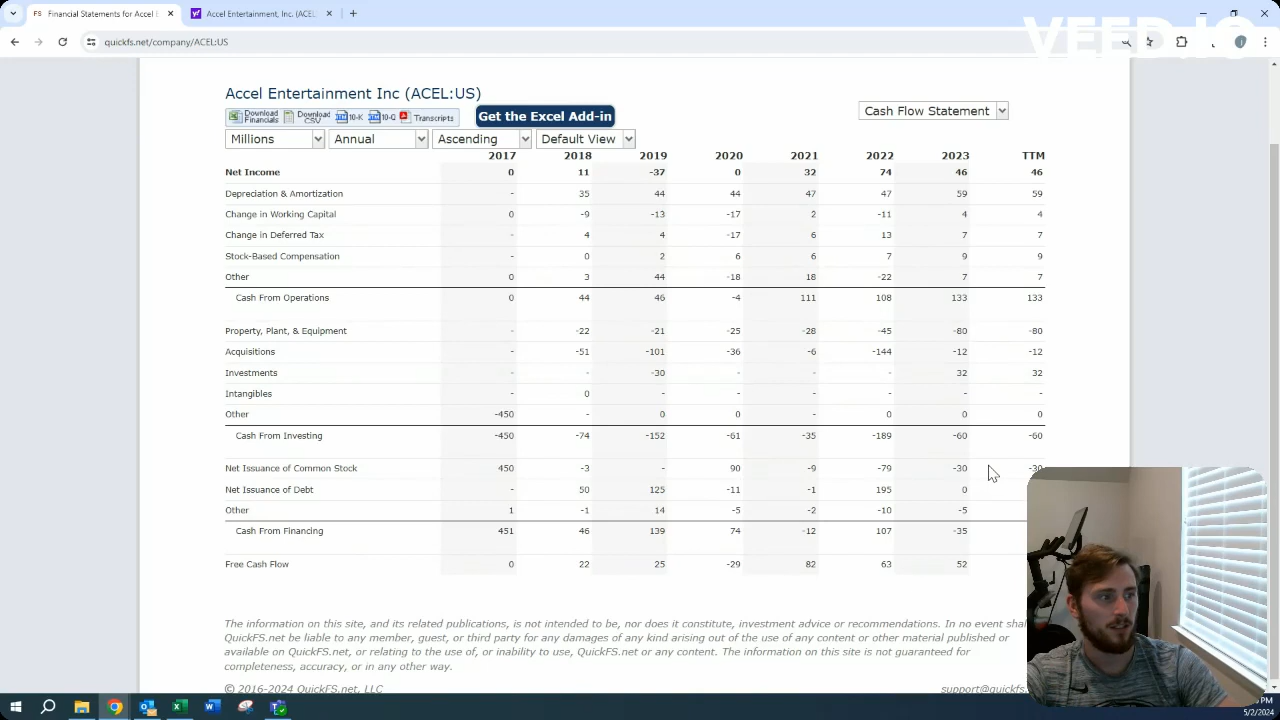 FS Financial Statements for Accel E
Accel Entertainment, Inc. (ACEL:
quickfs.net/company/ACEL:US
VEED.IO
Accel Entertainment Inc (ACEL:US)
Download Financials Download CSV 10-K 10-Q Transcripts
Get the Excel Add-in
Cash Flow Statement
Millions Annual Ascending Default View
2017 2018 2019 2020 2021 2022 2023 TTM
Net Income 0 11 -37 0 32 74 46 46
Depreciation & Amortization - 35 44 44 47 47 59 59
Change in Working Capital 0 -9 -13 -17 2 -11 4 4
Change in Deferred Tax - 4 4 -17 6 13 7 7
Stock-Based Compensation - 0 2 6 6 7 9 9
Other 0 3 44 -18 18 -22 7 7
Cash From Operations 0 44 46 -4 111 108 133 133
Property, Plant, & Equipment - -22 -21 -25 -28 -45 -80 -80
Acquisitions - -51 -101 -36 -6 -144 -12 -12
Investments - - -30 - - - 32 32
Intangibles - 0 - - - - - -
Other -450 - 0 0 - 0 0 0
Cash From Investing -450 -74 -152 -61 -35 -189 -60 -60
Net Issuance of Common Stock 450 -3 - 90 -9 -79 -30 -30
Net Issuance of Debt - 50 125 -11 -1 195 0
Other 1 -1 14 -5 -2 -10 -5
Cash From Financing 451 46 139 74 -12 107 -35
Free Cash Flow 0 22 25 -29 82 63 52
The information on this site, and its related publications, is not intended to be, nor does it constitute, investment advice or recommendations. In no event shal
QuickFS.net be liable to any member, guest, or third party for any damages of any kind arising out of the use of any content or other material published or
available on QuickFS.net, or relating to the use of, or inability to use, QuickFS.net or any content. The information on this site is not guaranteed for
completeness, accuracy, or in any other way.
© 2016-2024 QuickFS.net,
support@quickfs.
PM
5/2/2024